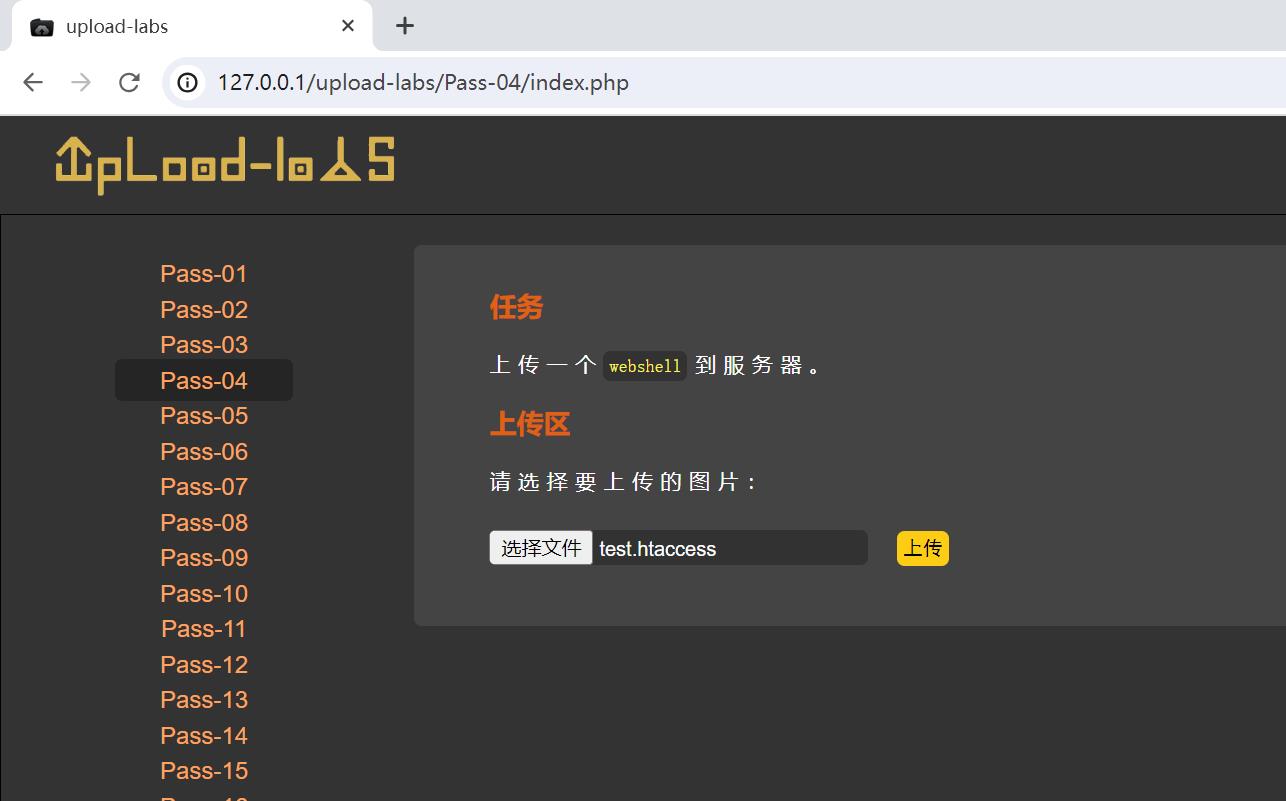 upload-labs
127.0.0.1/upload-labs/Pass-04/index.php
UpLoad-labS
Pass-01
Pass-02
Pass-03
Pass-04
Pass-05
Pass-06
Pass-07
Pass-08
Pass-09
Pass-10
Pass-11
Pass-12
Pass-13
Pass-14
Pass-15
任务
上传一个 webshell 到服务器。
上传区
请选择要上传的图片：
选择文件 test.htaccess 上传